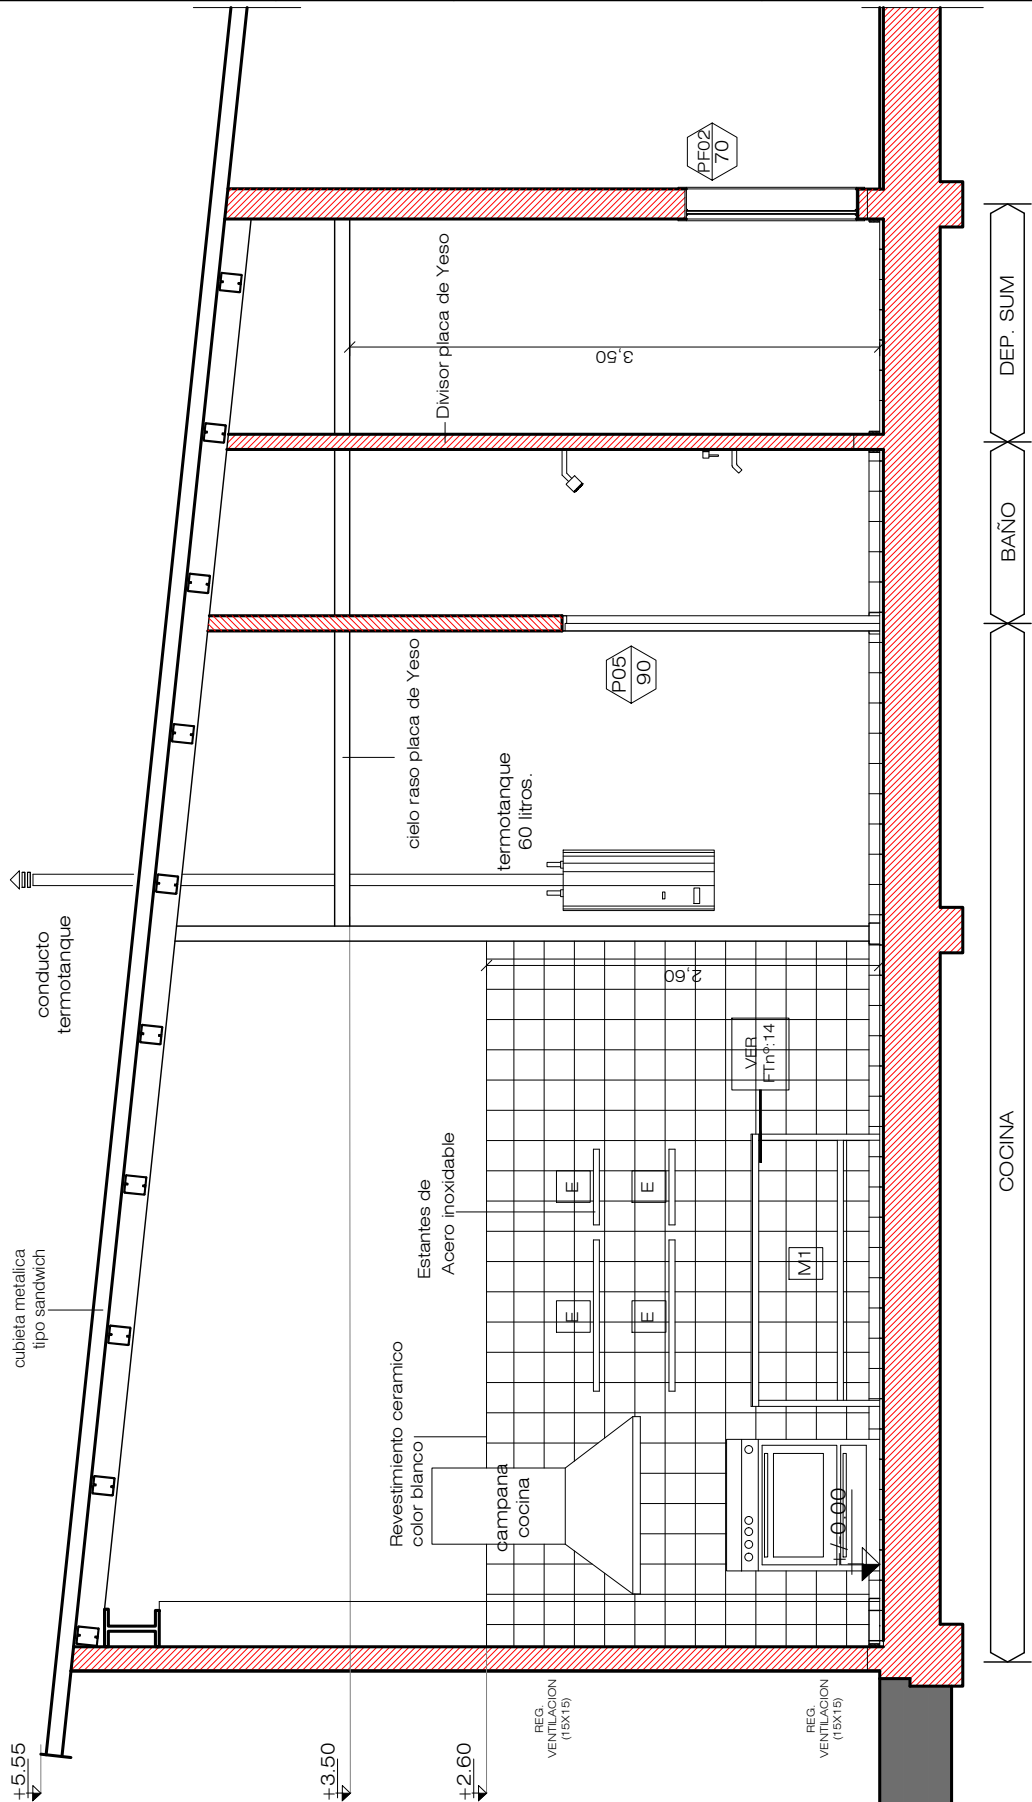 +5.55
+3.50
+2.60
cubieta metalica
tipo sandwich
conducto
termotanque
Revestimiento ceramico
color blanco
campana
cocina
Estantes de
Acero inoxidable
E
E
E
E
M1
VER
FTnº:14
2,60
+/ 0.00
REG.
VENTILACION
(15X15)
REG.
VENTILACION
(15X15)
termotanque
60 litros.
cielo raso placa de Yeso
P05
90
Divisor placa de Yeso
3,50
PF02
70
COCINA
BAÑO
DEP. SUM